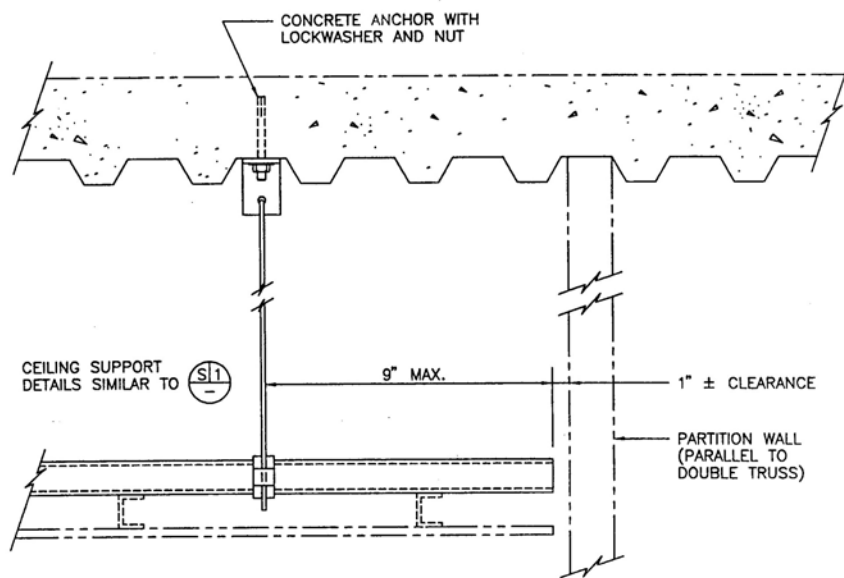 CONCRETE ANCHOR WITH
LOCKWASHER AND NUT
CEILING SUPPORT
DETAILS SIMILAR TO
S 1
-
9" MAX.
1" ± CLEARANCE
PARTITION WALL
(PARALLEL TO
DOUBLE TRUSS)